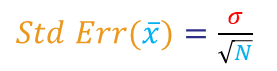 Std Err(x̄) = σ/√N